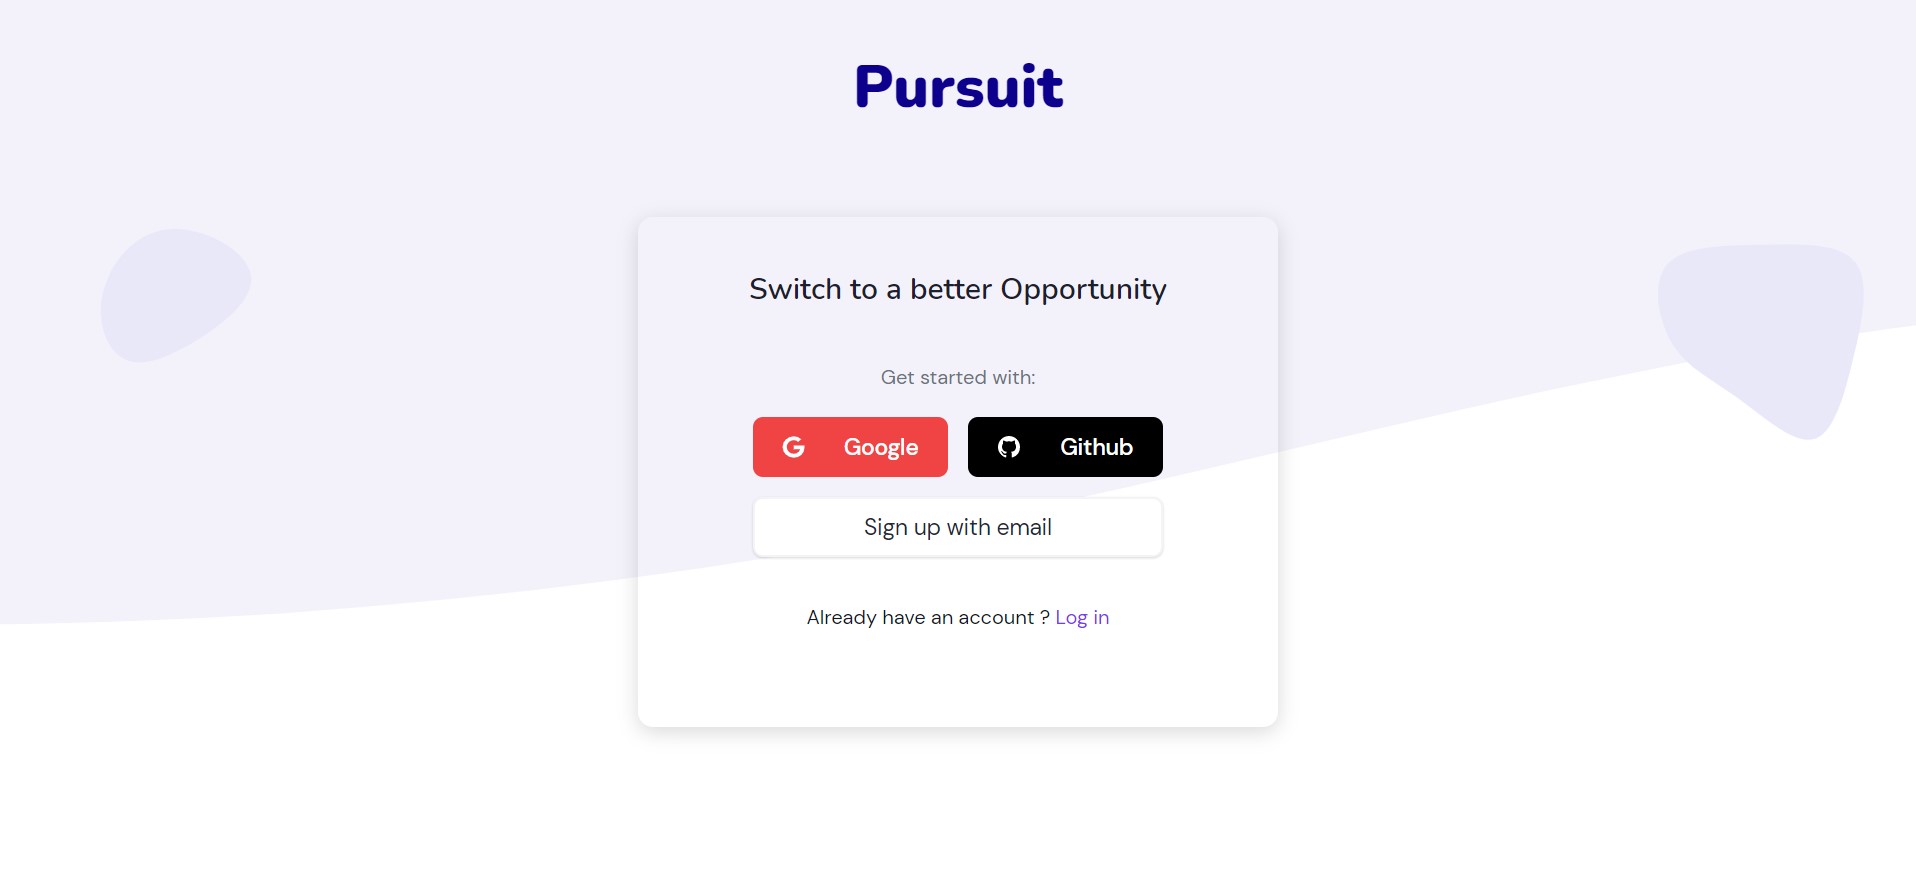 Pursuit
Switch to a better Opportunity
Get started with:
Google
Github
Sign up with email
Already have an account ? Log in